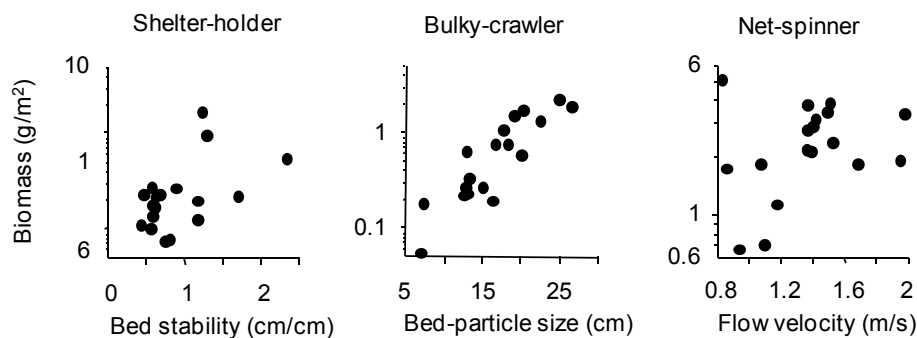 Shelter-holder
Bulky-crawler
Net-spinner
Biomass (g/m²)
10
1
6
0 1 2
Bed stability (cm/cm)
1
0.1
5 15 25
Bed-particle size (cm)
6
1
0.6
0.8 1.2 1.6 2
Flow velocity (m/s)